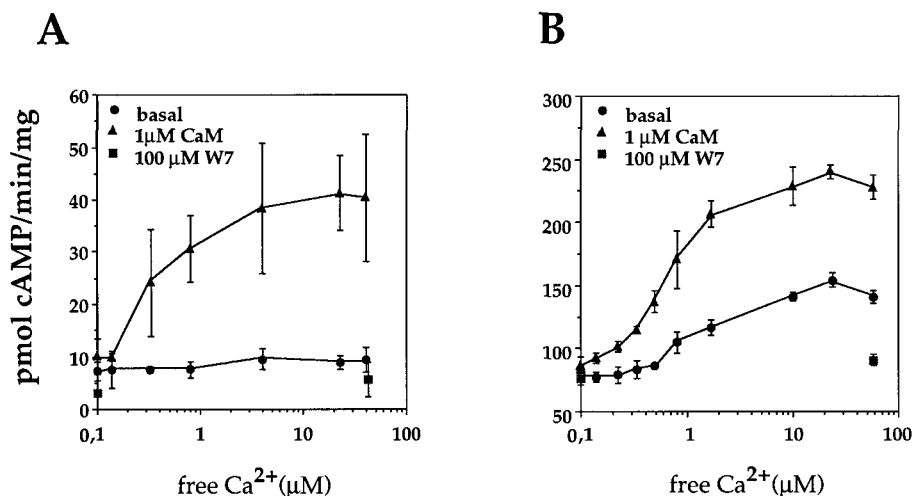 A
pmol cAMP/min/mg
60
50
40
30
20
10
0
basal
1µM CaM
100 µM W7
0,1
1
10
100
free Ca2+(µM)
B
300
250
200
150
100
50
basal
1 µM CaM
100 µM W7
0,1
1
10
100
free Ca2+(µM)